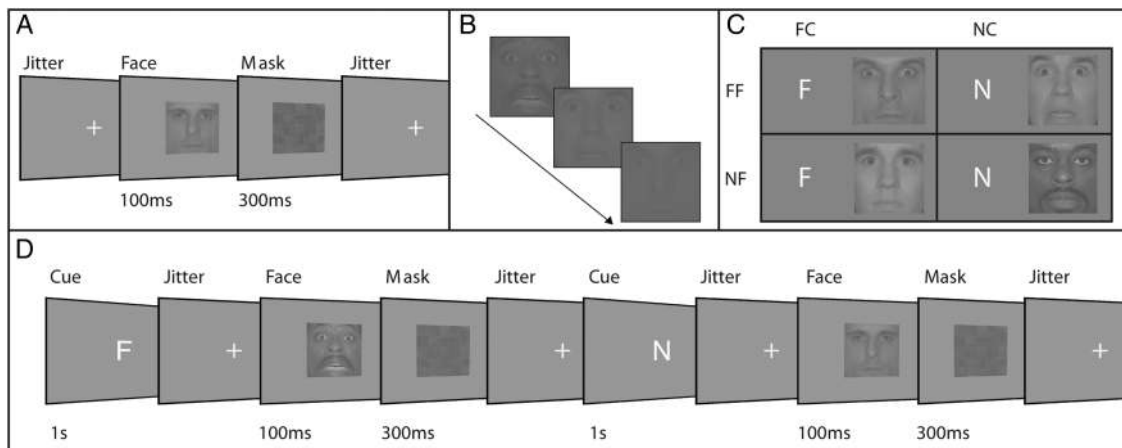 A
Jitter Face Mask Jitter
+ +
100ms 300ms
B
C
FC NC
FF F N
NF F N
D
Cue Jitter Face Mask Jitter Cue Jitter Face Mask Jitter
F + + N + +
1s 100ms 300ms 1s 100ms 300ms